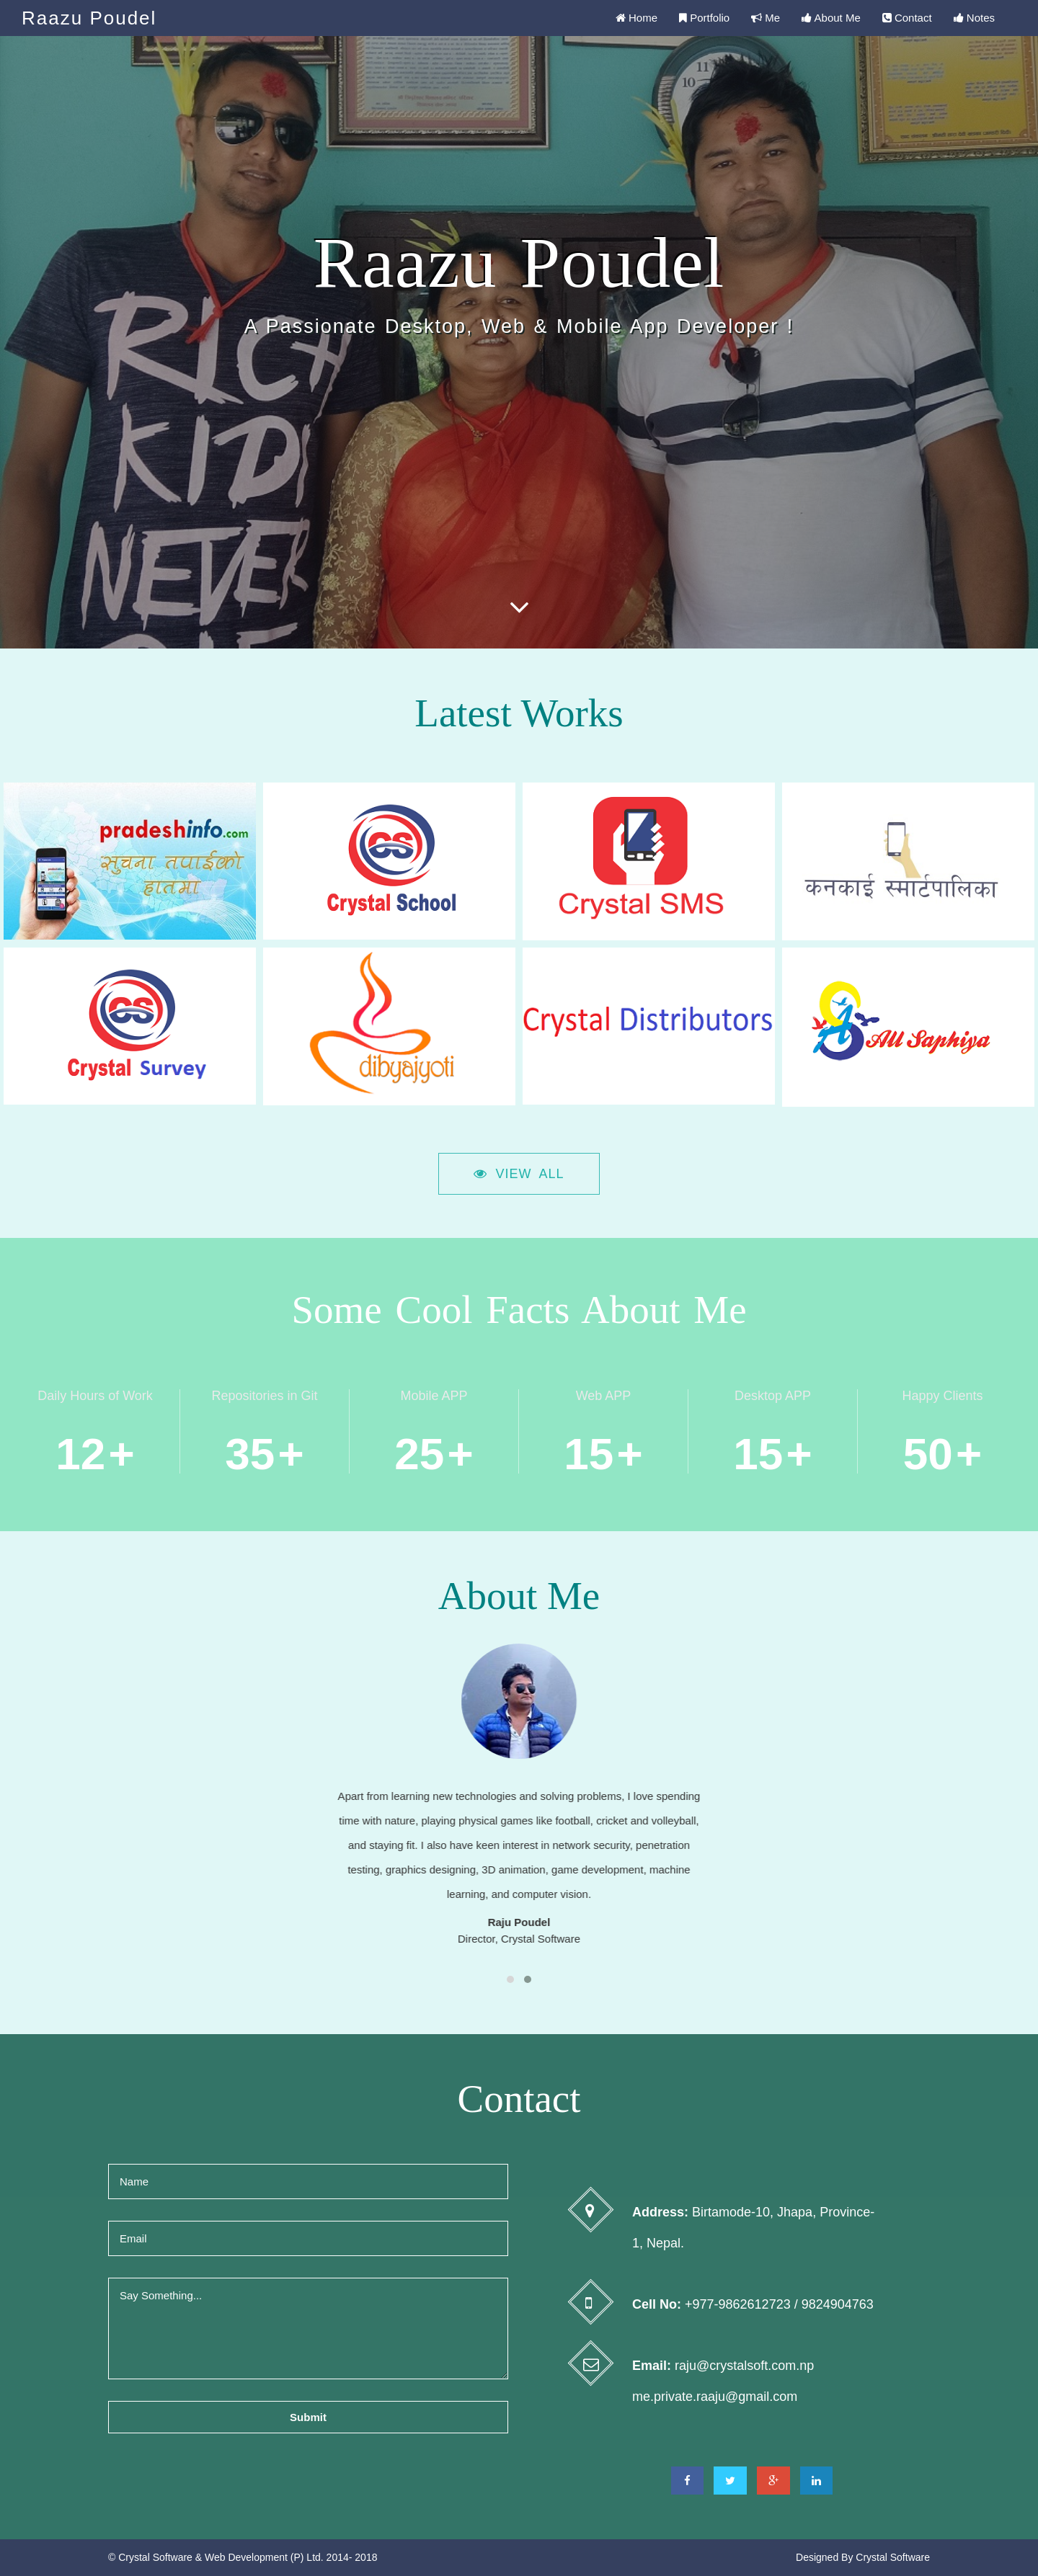 Raazu Poudel
Home Portfolio Me About Me Contact Notes
11
10
RICH
KID
NEVER
Raazu Poudel
A Passionate Desktop, Web & Mobile App Developer !
Latest Works
pradeshinfo.com
सुचना तपाईको
हातमा
CS
Crystal School
Crystal SMS
कनकाई स्मार्टपालिका
CS
Crystal Survey
dibyajyoti
Crystal Distributors
All Saphiya
VIEW ALL
Some Cool Facts About Me
Daily Hours of Work
12+
Repositories in Git
35+
Mobile APP
25+
Web APP
15+
Desktop APP
15+
Happy Clients
50+
About Me
Apart from learning new technologies and solving problems, I love spending
time with nature, playing physical games like football, cricket and volleyball,
and staying fit. I also have keen interest in network security, penetration
testing, graphics designing, 3D animation, game development, machine
learning, and computer vision.
Raju Poudel
Director, Crystal Software
Contact
Name
Email
Say Something...
Submit
Address: Birtamode-10, Jhapa, Province-
1, Nepal.
Cell No: +977-9862612723 / 9824904763
Email: raju@crystalsoft.com.np
me.private.raaju@gmail.com
© Crystal Software & Web Development (P) Ltd. 2014- 2018
Designed By Crystal Software